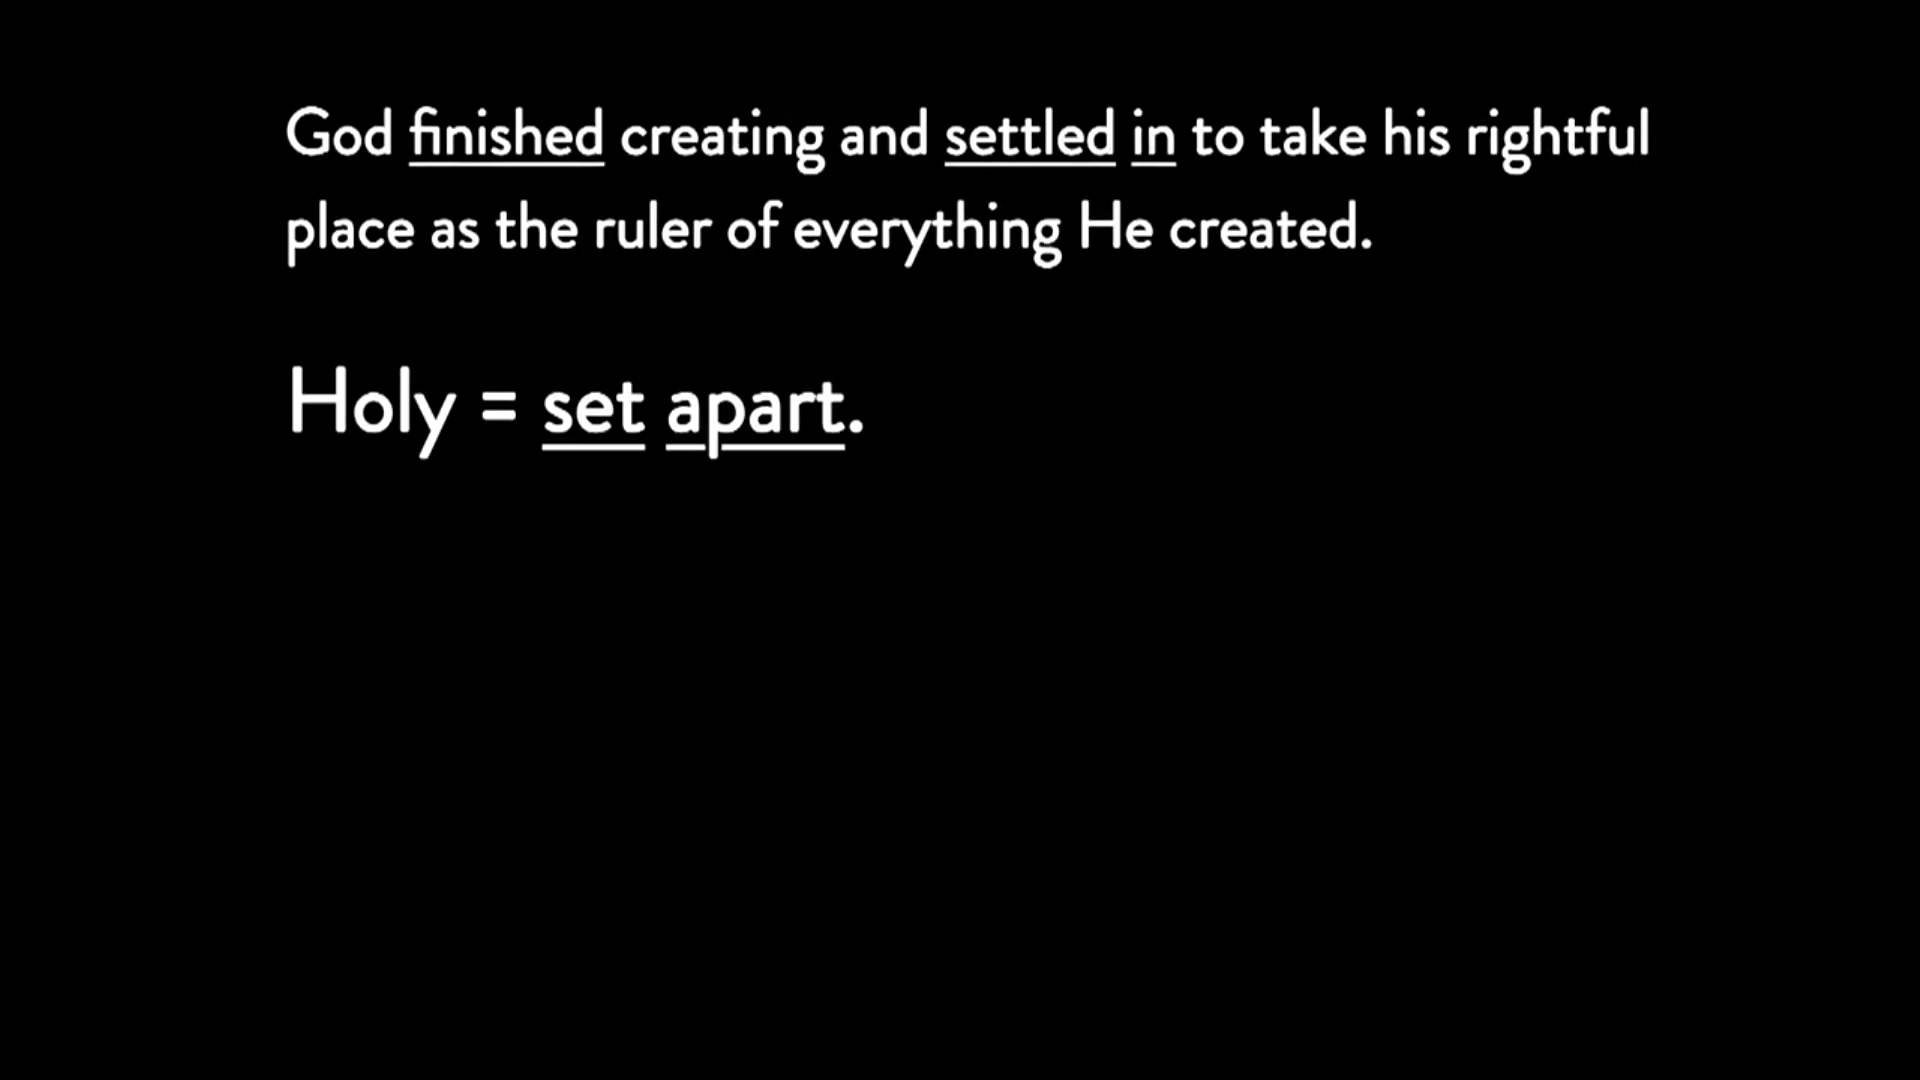 God finished creating and settled in to take his rightful
place as the ruler of everything He created.
Holy = set apart.